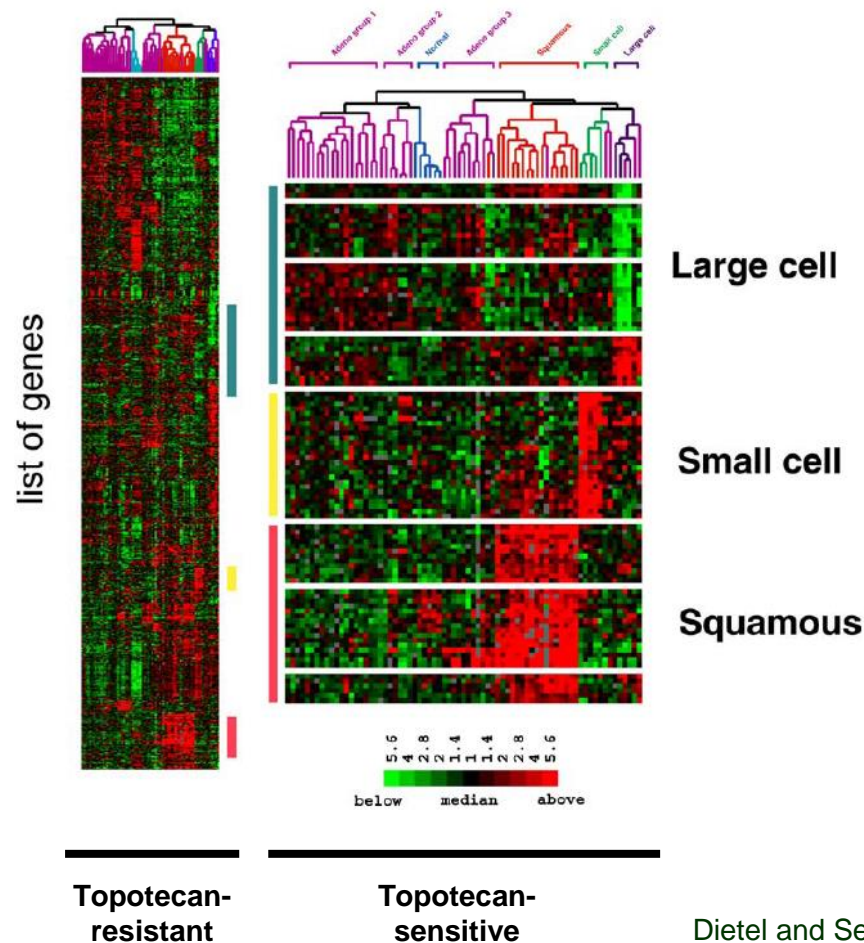 Adeno group 1
Adeno group 2
Normal
Adeno group 3
Squamous
Small cell
Large cell
list of genes
Large cell
Small cell
Squamous
5.6
4
2.8
2
1.4
1
1.4
2
2.8
4
5.6
below median above
Topotecan-
resistant
Topotecan-
sensitive
Dietel and Se